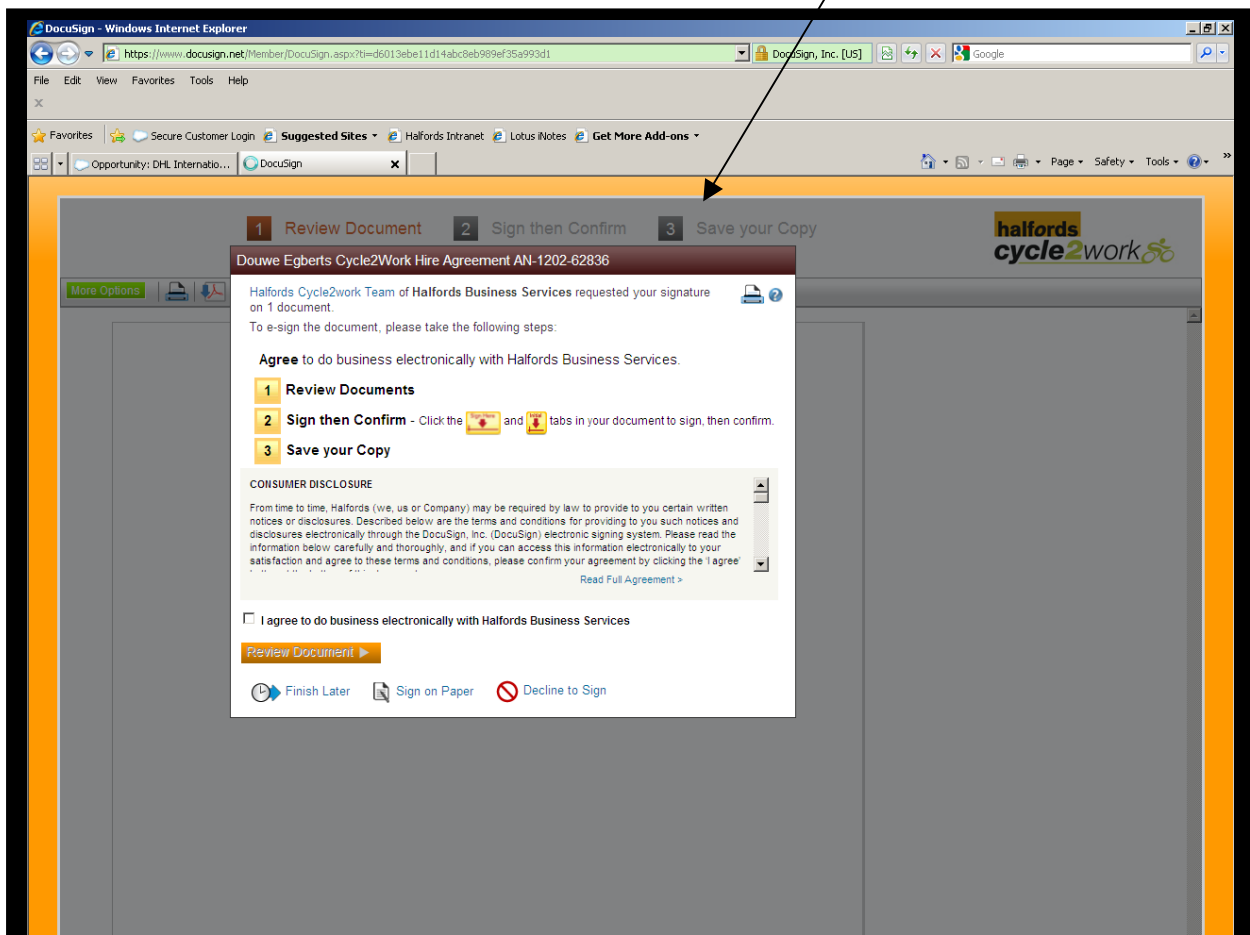 DocuSign - Windows Internet Explorer
https://www.docusign.net/Member/DocuSign.aspx?ti=d6013ebe11d14abc8eb989ef35a993d1 DocuSign, Inc. [US] Google
File Edit View Favorites Tools Help
x
Favorites Secure Customer Login Suggested Sites Halfords Intranet Lotus iNotes Get More Add-ons
Opportunity: DHL Internatio... DocuSign x Page Safety Tools »
1 Review Document 2 Sign then Confirm 3 Save your Copy
halfords
cycle2work
Douwe Egberts Cycle2Work Hire Agreement AN-1202-62836
More Options
Halfords Cycle2work Team of Halfords Business Services requested your signature
on 1 document.
To e-sign the document, please take the following steps:
Agree to do business electronically with Halfords Business Services.
1 Review Documents
2 Sign then Confirm - Click the Sign Here and Initial tabs in your document to sign, then confirm.
3 Save your Copy
CONSUMER DISCLOSURE
From time to time, Halfords (we, us or Company) may be required by law to provide to you certain written
notices or disclosures. Described below are the terms and conditions for providing to you such notices and
disclosures electronically through the DocuSign, Inc. (DocuSign) electronic signing system. Please read the
information below carefully and thoroughly, and if you can access this information electronically to your
satisfaction and agree to these terms and conditions, please confirm your agreement by clicking the 'I agree'
Read Full Agreement >
I agree to do business electronically with Halfords Business Services
Review Document
Finish Later Sign on Paper Decline to Sign